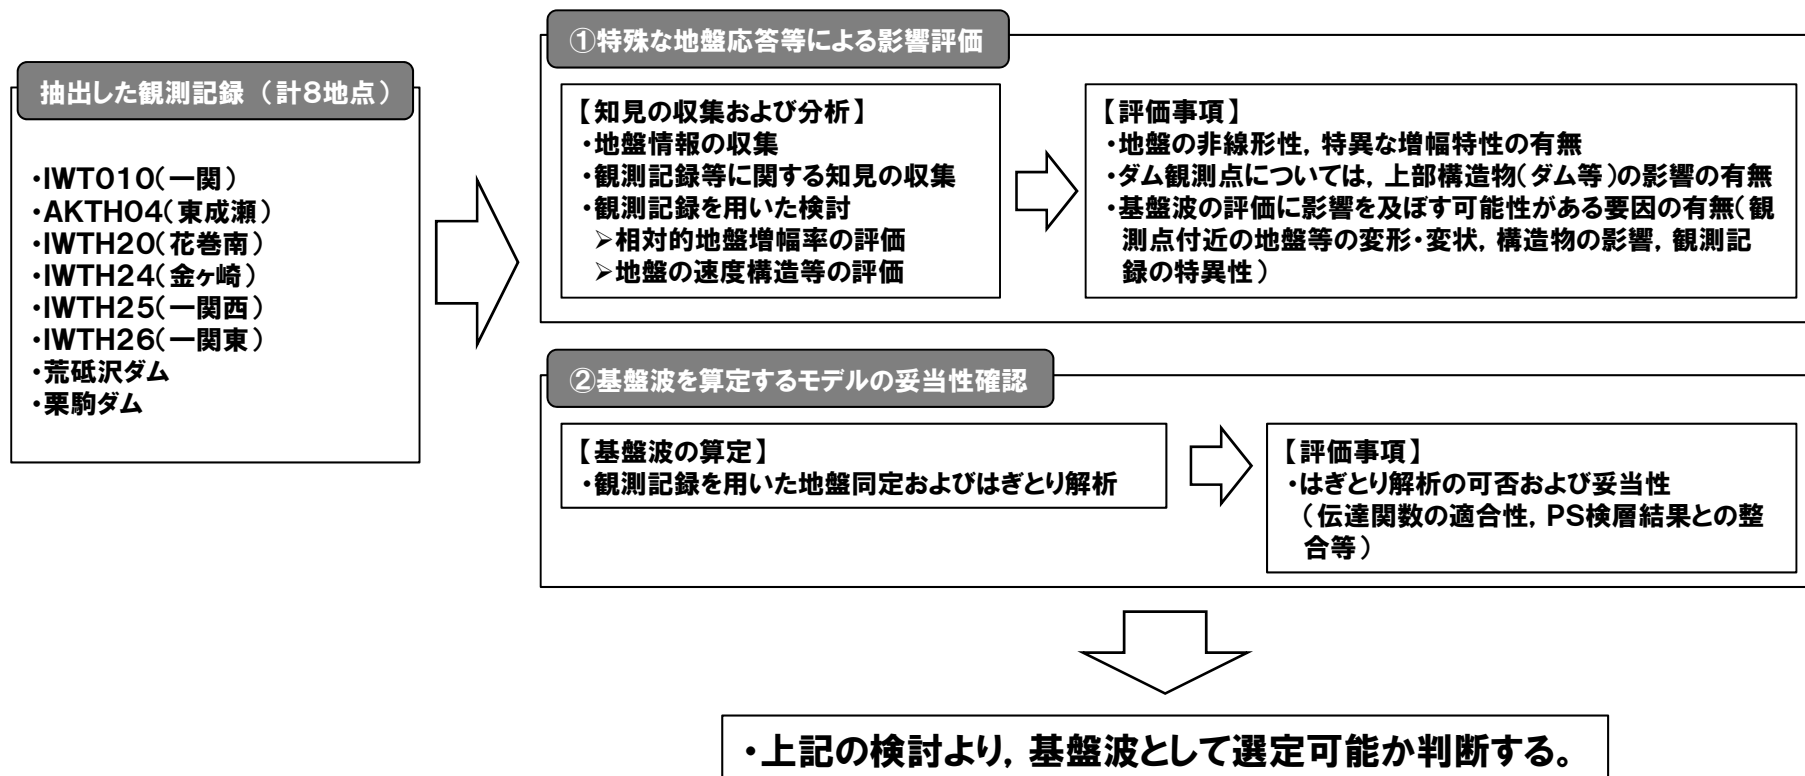 抽出した観測記録（計8地点）
・IWT010（一関）
・AKTH04（東成瀬）
・IWTH20（花巻南）
・IWTH24（金ヶ崎）
・IWTH25（一関西）
・IWTH26（一関東）
・荒砥沢ダム
・栗駒ダム
①特殊な地盤応答等による影響評価
【知見の収集および分析】
・地盤情報の収集
・観測記録等に関する知見の収集
・観測記録を用いた検討
➢相対的地盤増幅率の評価
➢地盤の速度構造等の評価
【評価事項】
・地盤の非線形性，特異な増幅特性の有無
・ダム観測点については，上部構造物（ダム等）の影響の有無
・基盤波の評価に影響を及ぼす可能性がある要因の有無（観
測点付近の地盤等の変形・変状，構造物の影響，観測記
録の特異性）
②基盤波を算定するモデルの妥当性確認
【基盤波の算定】
・観測記録を用いた地盤同定およびはぎとり解析
【評価事項】
・はぎとり解析の可否および妥当性
（伝達関数の適合性，PS検層結果との整
合等）
・上記の検討より，基盤波として選定可能か判断する。